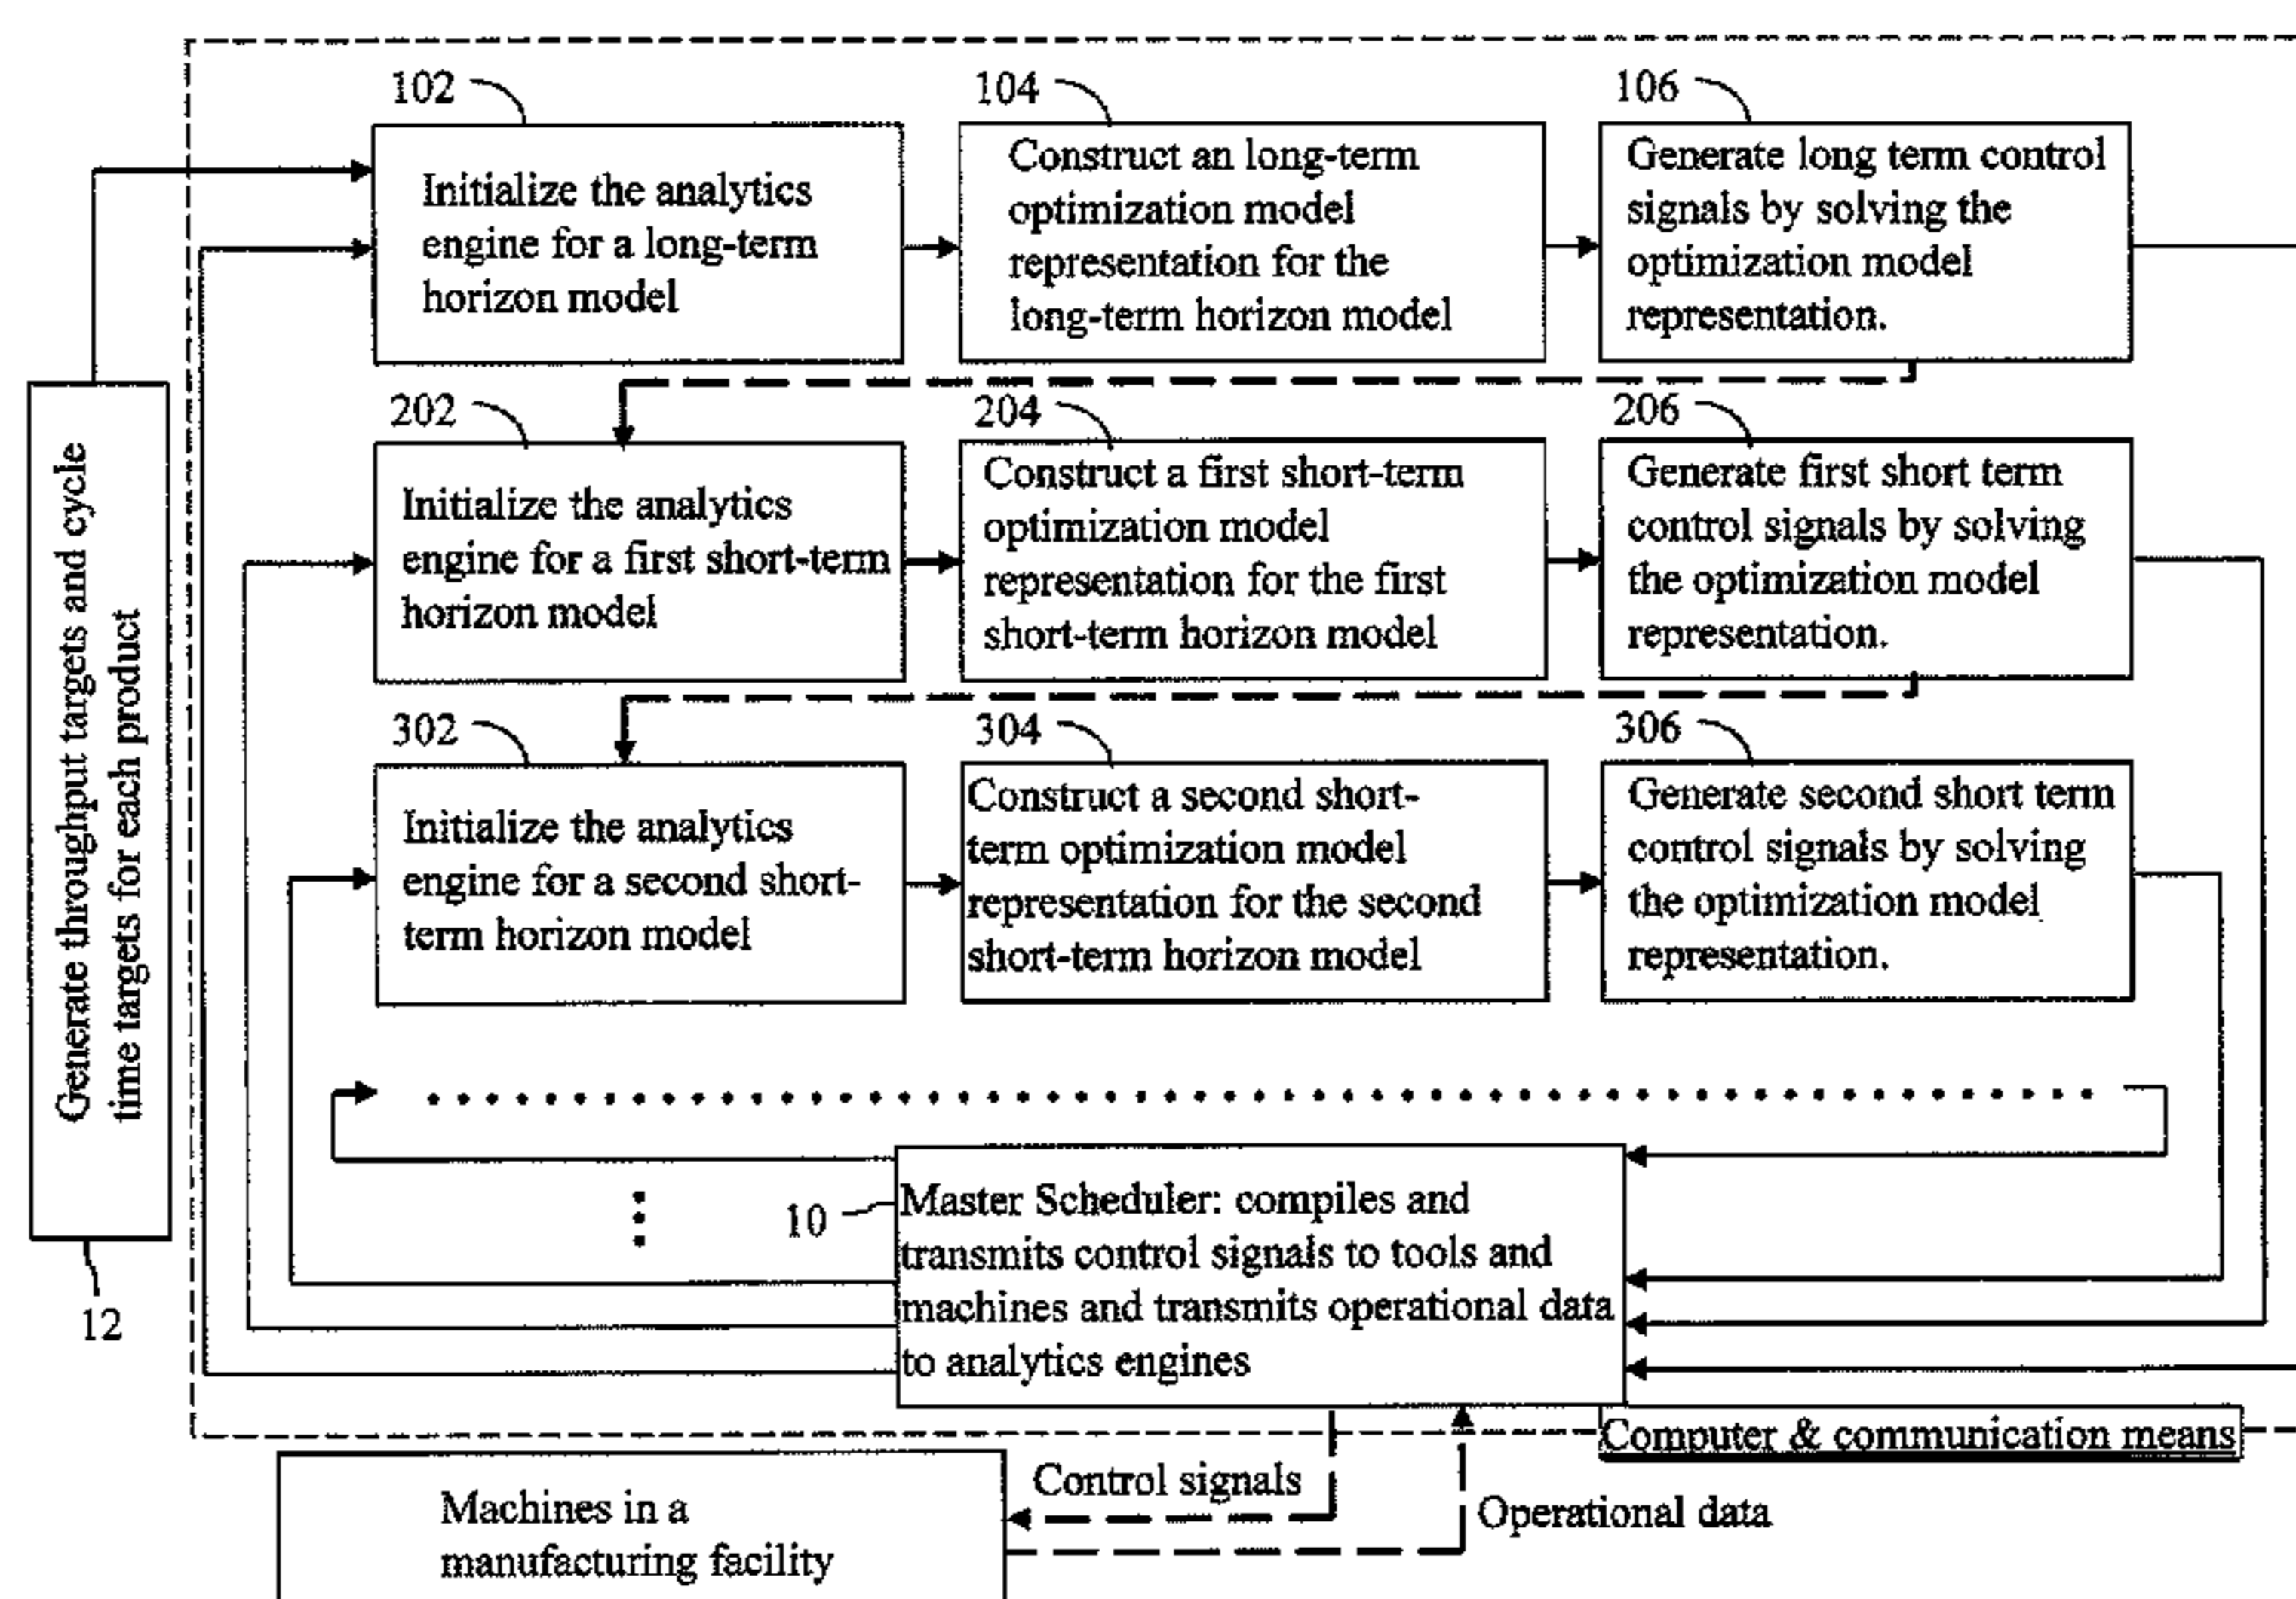 102
104
106
Initialize the analytics
engine for a long-term
horizon model
Construct an long-term
optimization model
representation for the
long-term horizon model
Generate long term control
signals by solving the
optimization model
representation.
202
204
206
Initialize the analytics
engine for a first short-term
horizon model
Construct a first short-term
optimization model
representation for the first
short-term horizon model
Generate first short term
control signals by solving
the optimization model
representation.
Generate throughput targets and cycle
time targets for each product
12
302
304
306
Initialize the analytics
engine for a second short-
term horizon model
Construct a second short-
term optimization model
representation for the second
short-term horizon model
Generate second short term
control signals by solving
the optimization model
representation.
10
Master Scheduler: compiles and
transmits control signals to tools and
machines and transmits operational data
to analytics engines
Computer & communication means
Control signals
Operational data
Machines in a
manufacturing facility